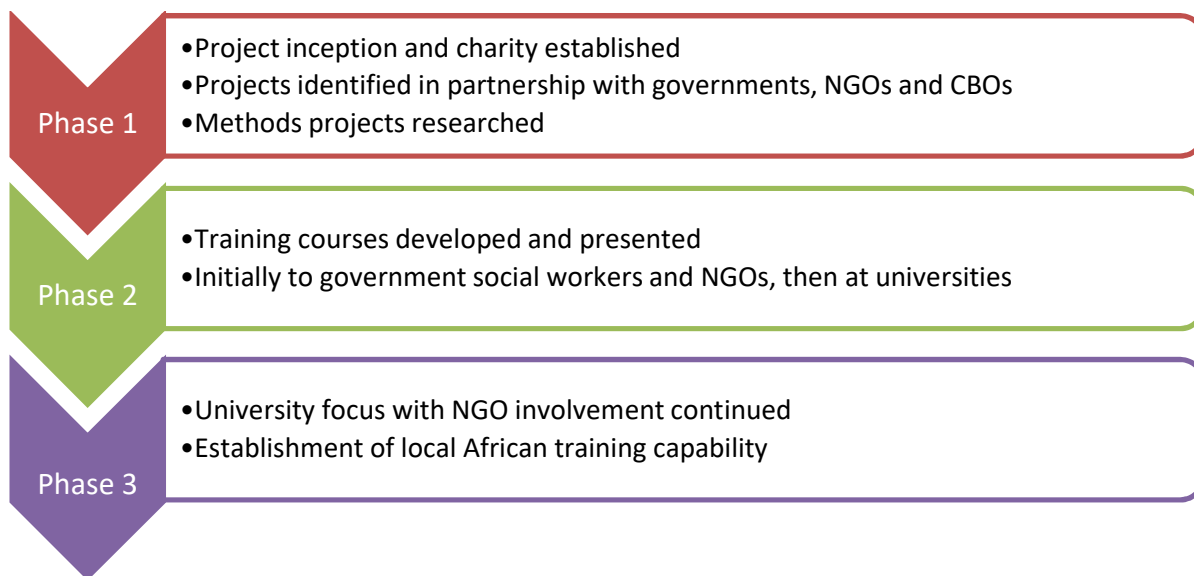 Phase 1
•Project inception and charity established
•Projects identified in partnership with governments, NGOs and CBOs
•Methods projects researched
Phase 2
•Training courses developed and presented
•Initially to government social workers and NGOs, then at universities
Phase 3
•University focus with NGO involvement continued
•Establishment of local African training capability